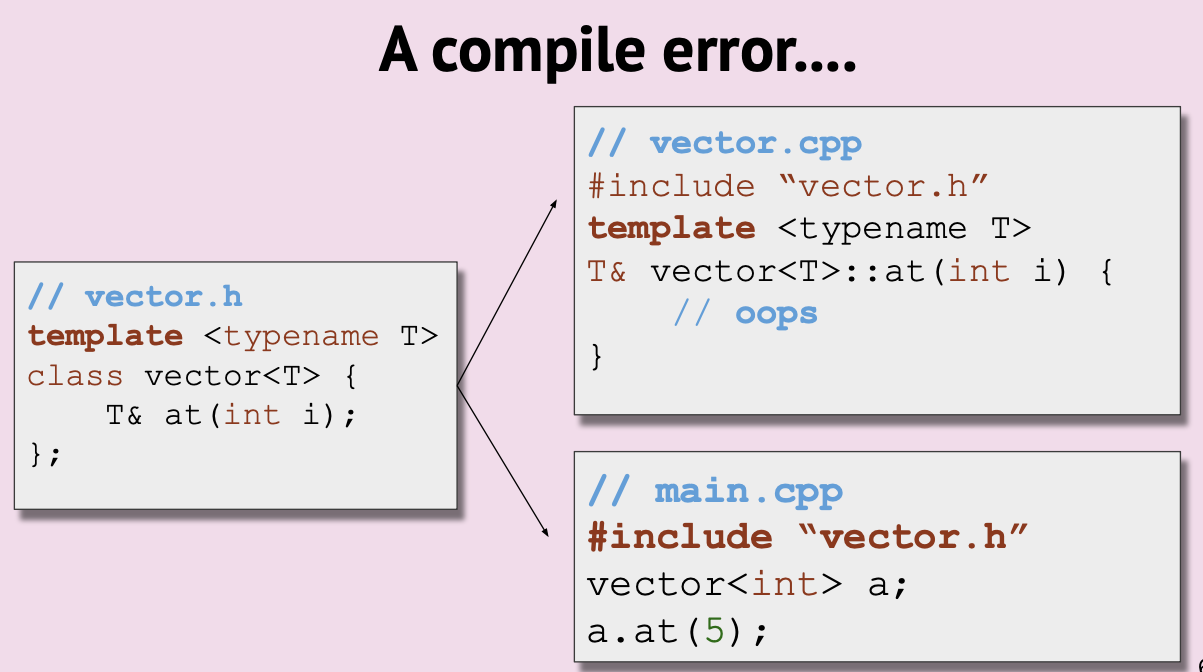 A compile error....
// vector.h
template <typename T>
class vector<T> {
T& at(int i);
};
// vector.cpp
#include “vector.h”
template <typename T>
T& vector<T>::at(int i) {
// oops
}
// main.cpp
#include “vector.h”
vector<int> a;
a.at(5);